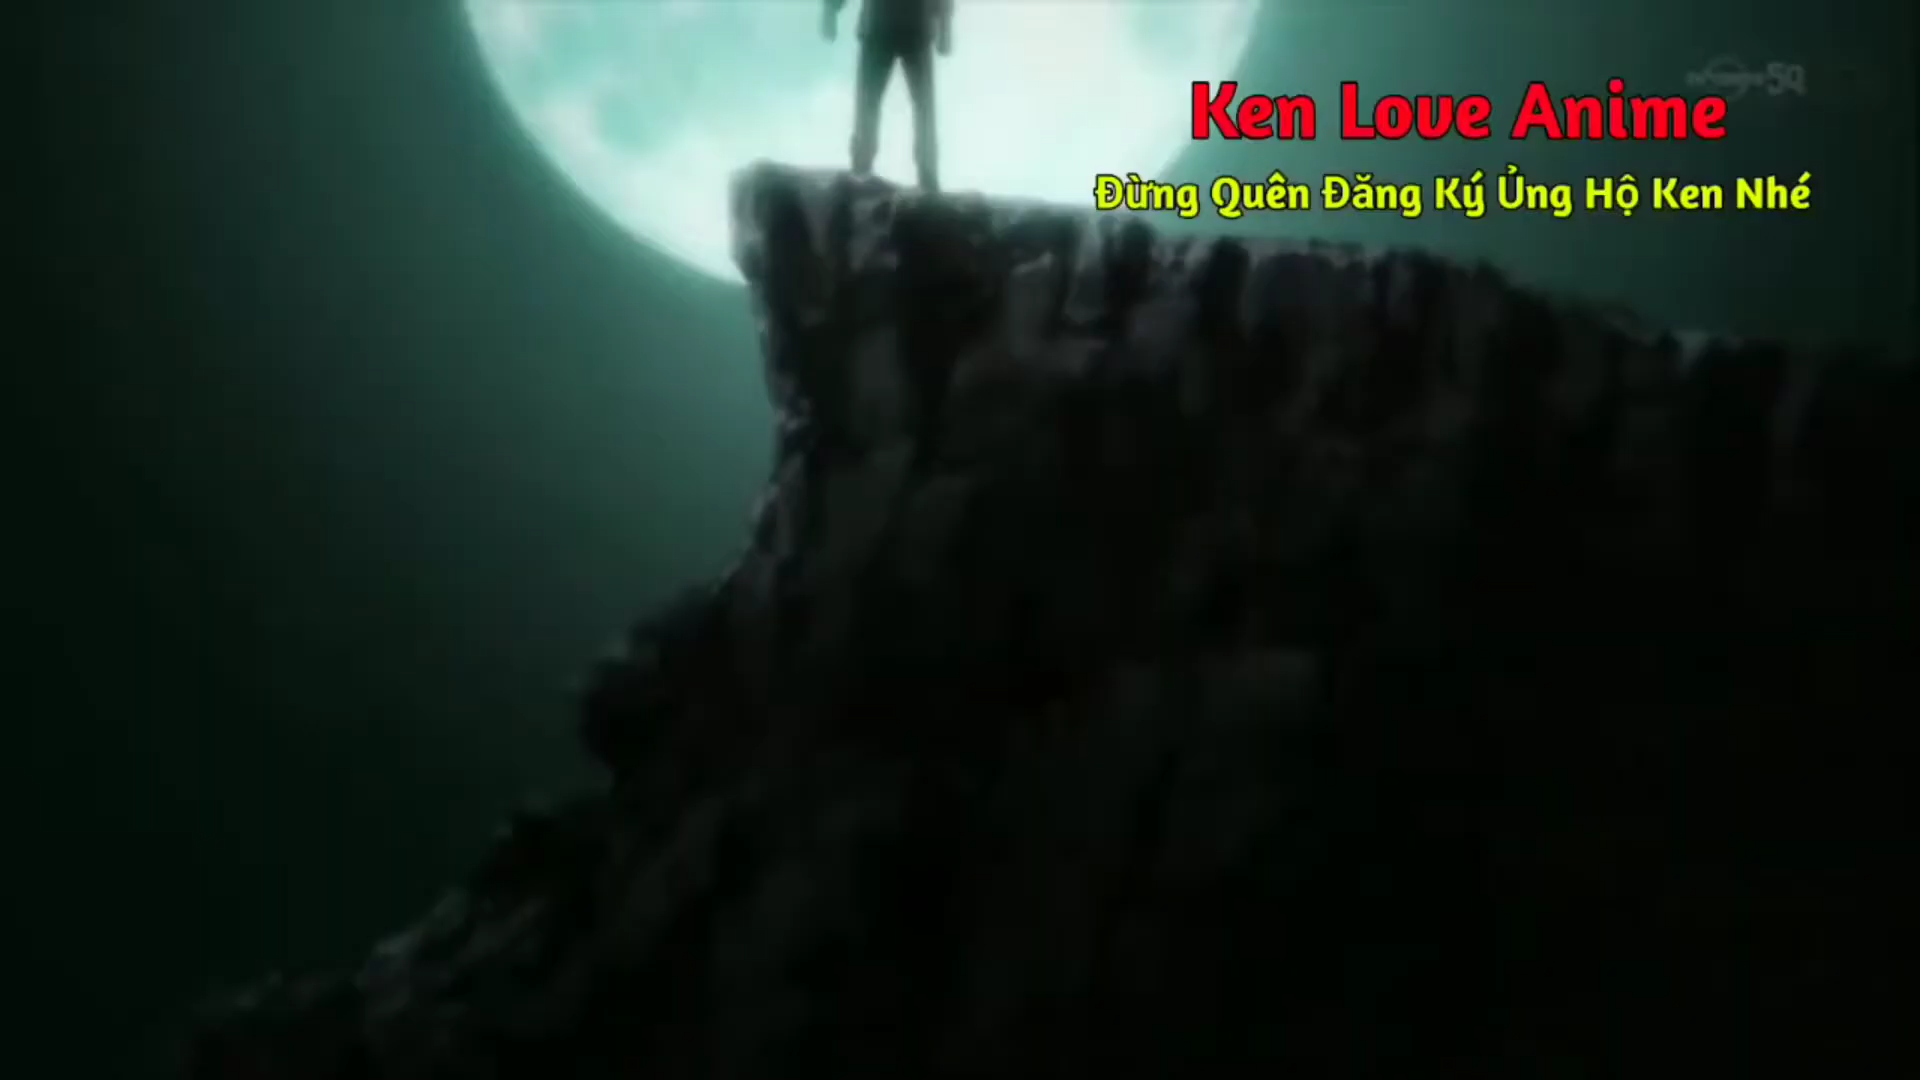 Ken Love Anime
Đừng Quên Đăng Ký Ủng Hộ Ken Nhé